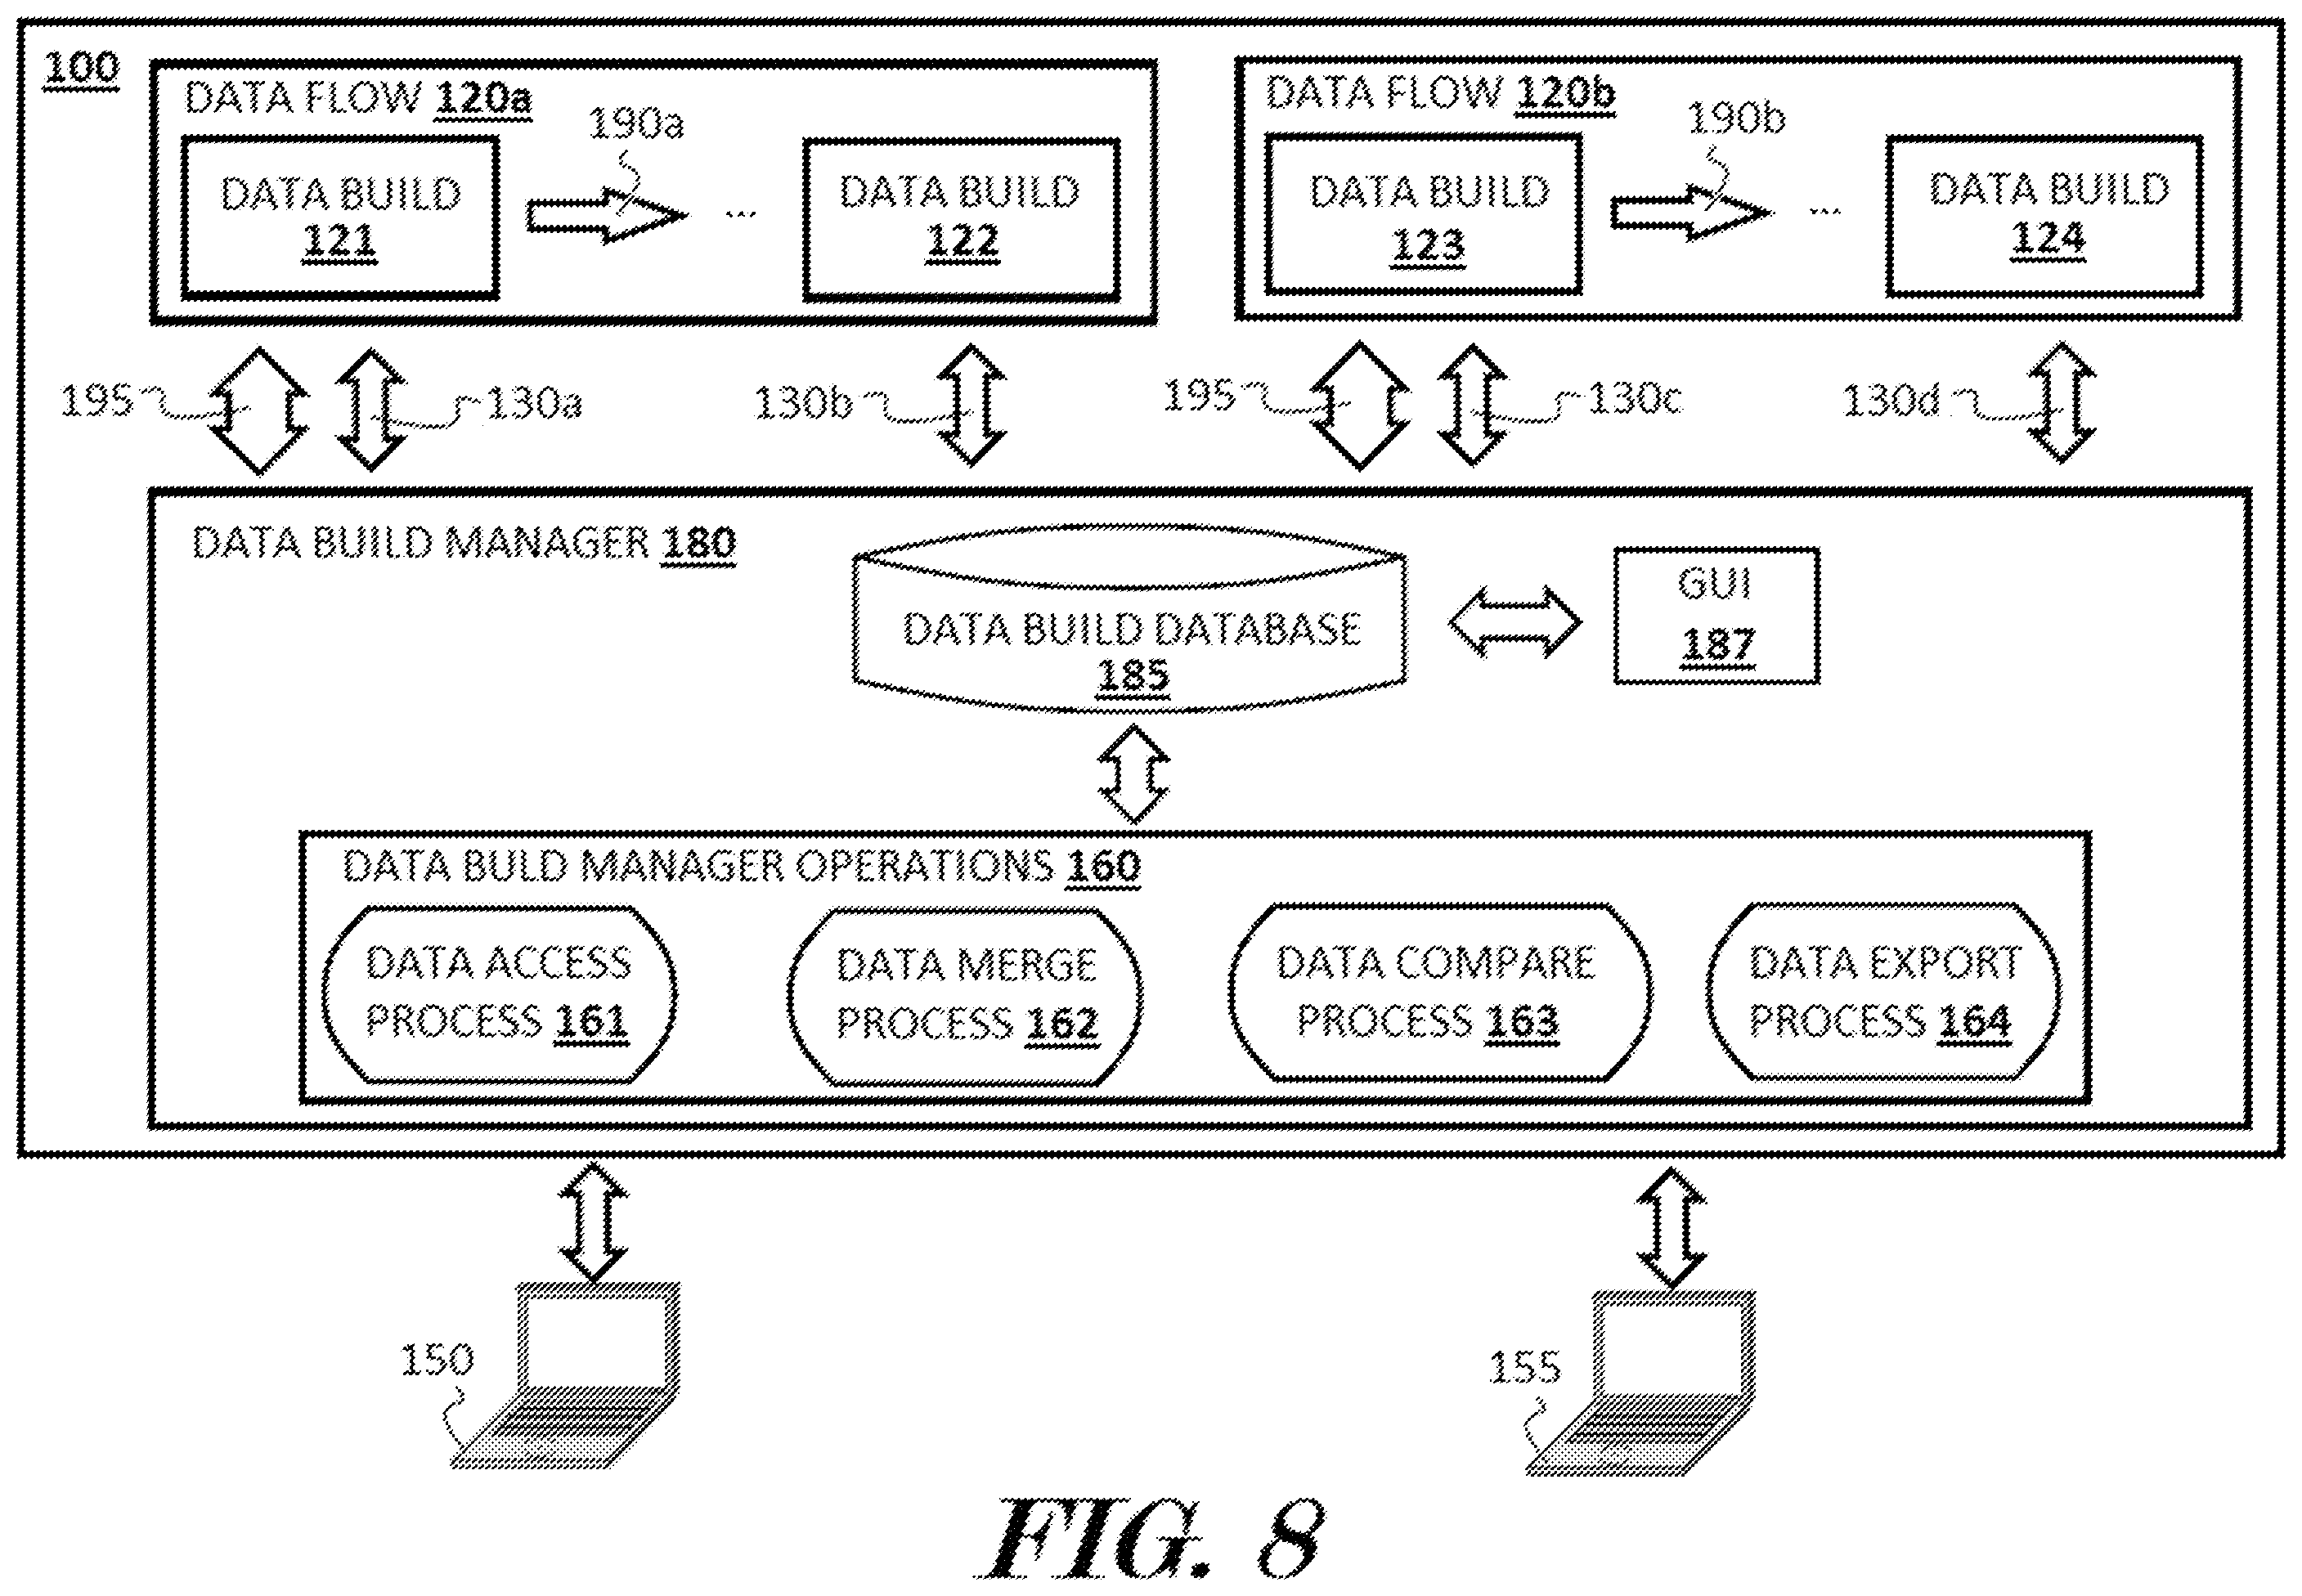 100
DATA FLOW 120a
190a
DATA BUILD
121
...
DATA BUILD
122
DATA FLOW 120b
190b
DATA BUILD
123
...
DATA BUILD
124
195
130a
130b
195
130c
130d
DATA BUILD MANAGER 180
DATA BUILD DATABASE
185
GUI
187
DATA BULD MANAGER OPERATIONS 160
DATA ACCESS
PROCESS 161
DATA MERGE
PROCESS 162
DATA COMPARE
PROCESS 163
DATA EXPORT
PROCESS 164
150
155
FIG. 8